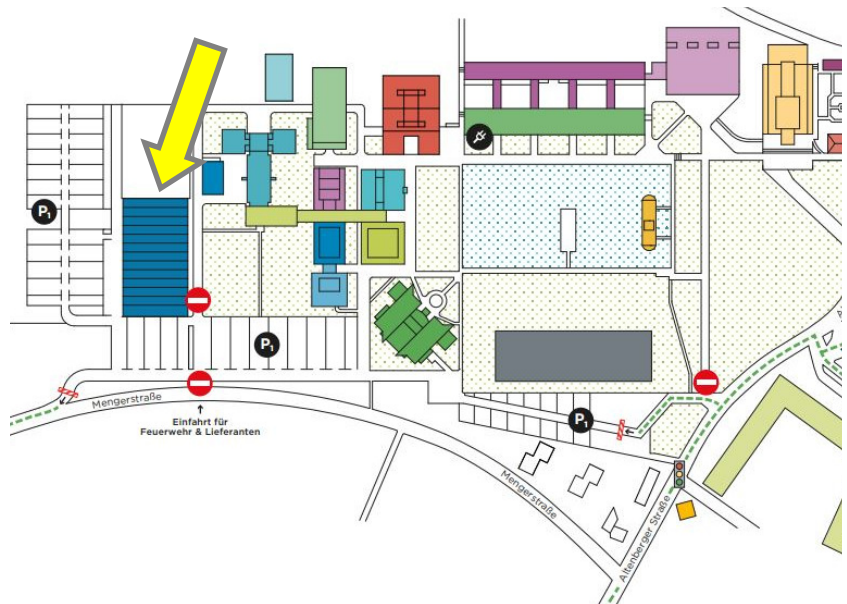 P1
P1
Mengerstraße
Einfahrt für
Feuerwehr & Lieferanten
P1
Mengerstraße
Altenberger Straße
A